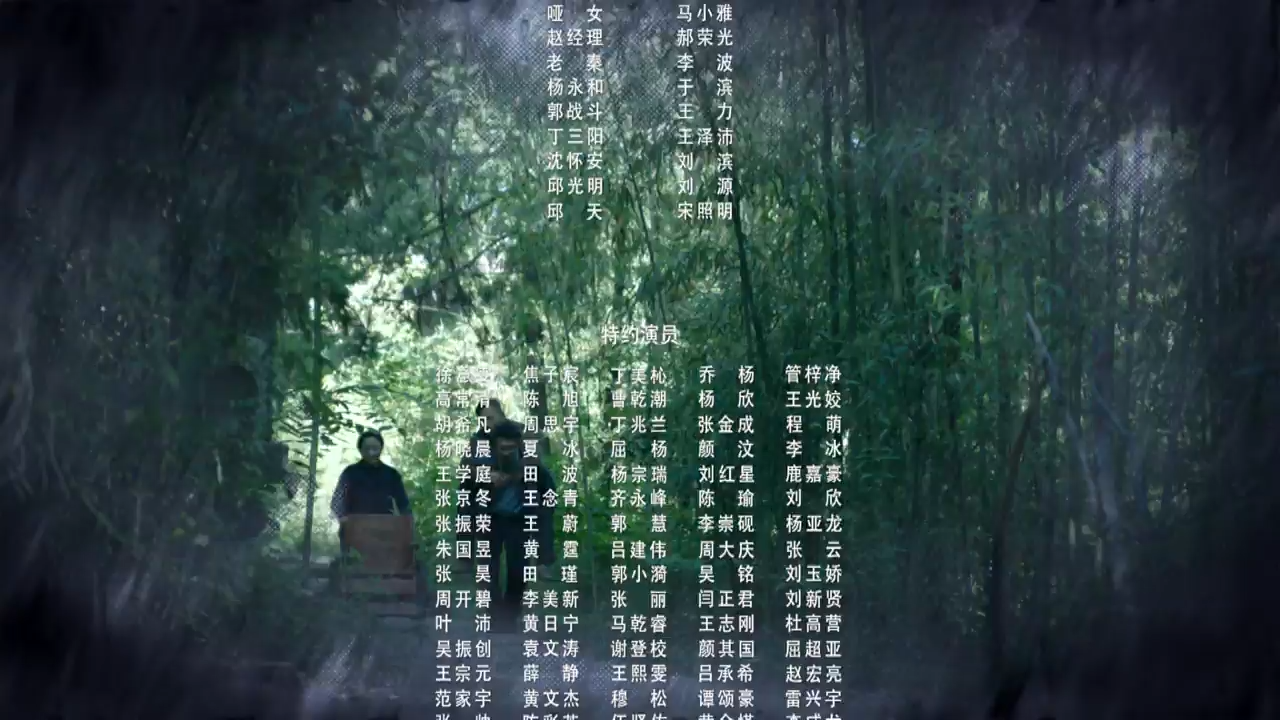 哑女 马小雅
赵经理 郝荣光
老秦 李波
杨永和 于滨
郭战斗 王力
丁三阳 王泽沛
沈怀安 刘滨
邱光明 刘源
邱天 宋照明
特约演员
焦子宸 丁美杺 乔杨 管梓净
高常清 陈旭 曹乾潮 杨欣 王光姣
胡希凡 周思宇 丁兆兰 张金成 程萌
杨晓晨 夏冰 屈杨 颜汶 李冰
王学庭 田波 杨宗瑞 刘红星 鹿嘉豪
张京冬 王念青 齐永峰 陈瑜 刘欣
张振荣 王蔚 郭慧 李崇砚 杨亚龙
朱国昱 黄霆 吕建伟 周大庆 张云
张昊 田瑾 郭小漪 吴铭 刘玉娇
周开碧 李美新 张丽 闫正君 刘新贤
叶沛 黄日宁 马乾睿 王志刚 杜高营
吴振创 袁文涛 谢登校 颜其国 屈超亚
王宗元 薛静 王熙雯 吕承希 赵宏亮
范家宇 黄文杰 穆松 谭颂豪 雷兴宇